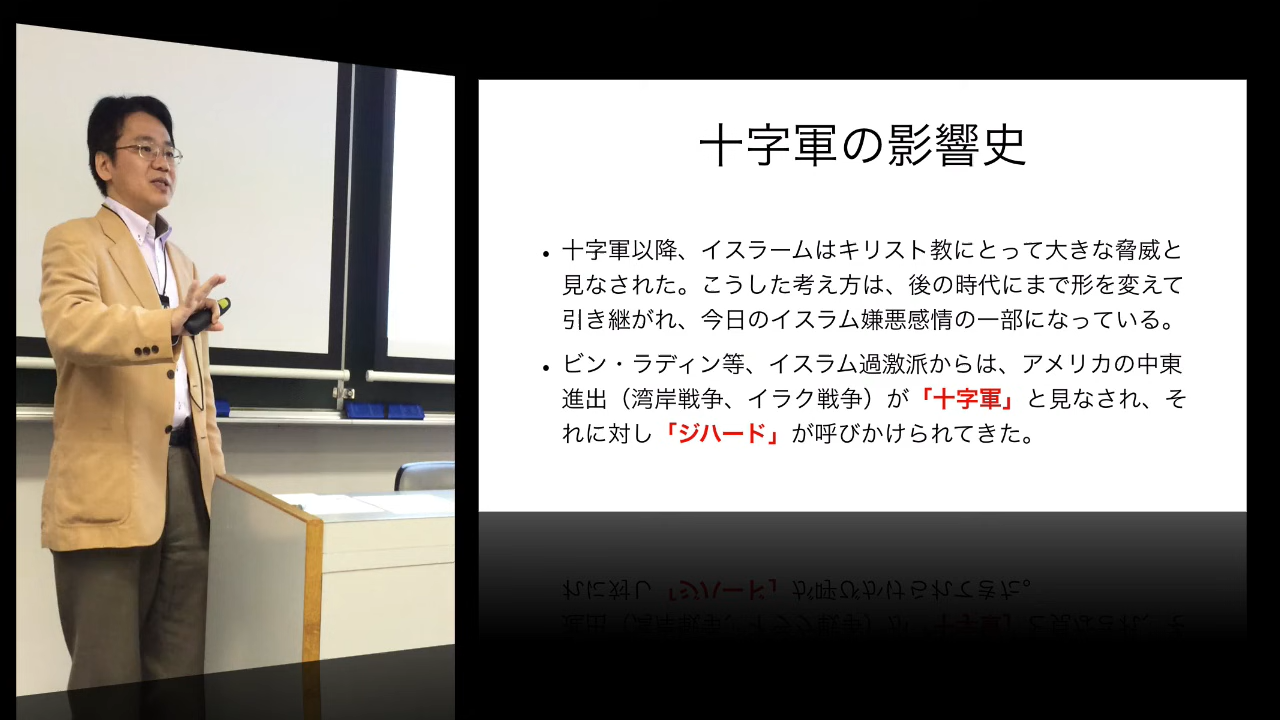 十字軍の影響史
• 十字軍以降、イスラームはキリスト教にとって大きな脅威と
見なされた。こうした考え方は、後の時代にまで形を変えて
引き継がれ、今日のイスラム嫌悪感情の一部になっている。
• ビン・ラディン等、イスラム過激派からは、アメリカの中東
進出（湾岸戦争、イラク戦争）が「十字軍」と見なされ、そ
れに対し「ジハード」が呼びかけられてきた。